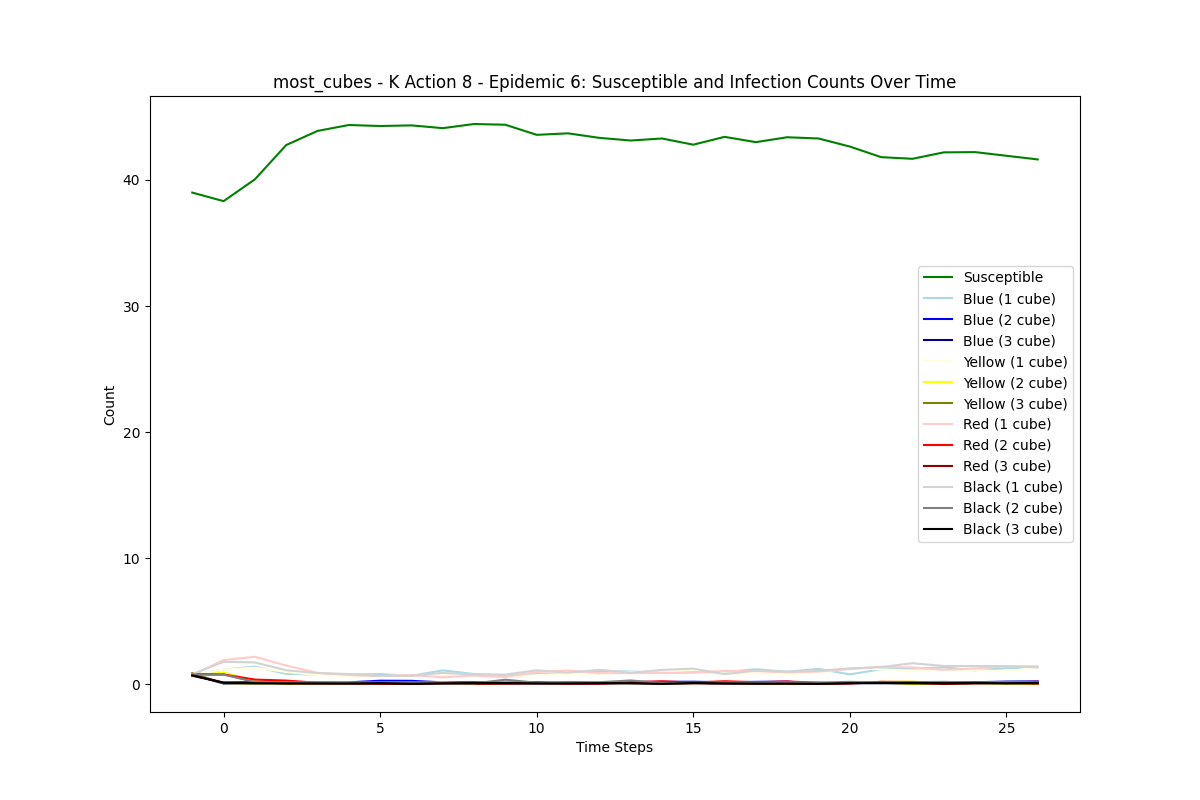 most_cubes - K Action 8 - Epidemic 6: Susceptible and Infection Counts Over Time
Count
40
30
20
10
0
Susceptible
Blue (1 cube)
Blue (2 cube)
Blue (3 cube)
Yellow (1 cube)
Yellow (2 cube)
Yellow (3 cube)
Red (1 cube)
Red (2 cube)
Red (3 cube)
Black (1 cube)
Black (2 cube)
Black (3 cube)
0 5 10 15 20 25
Time Steps